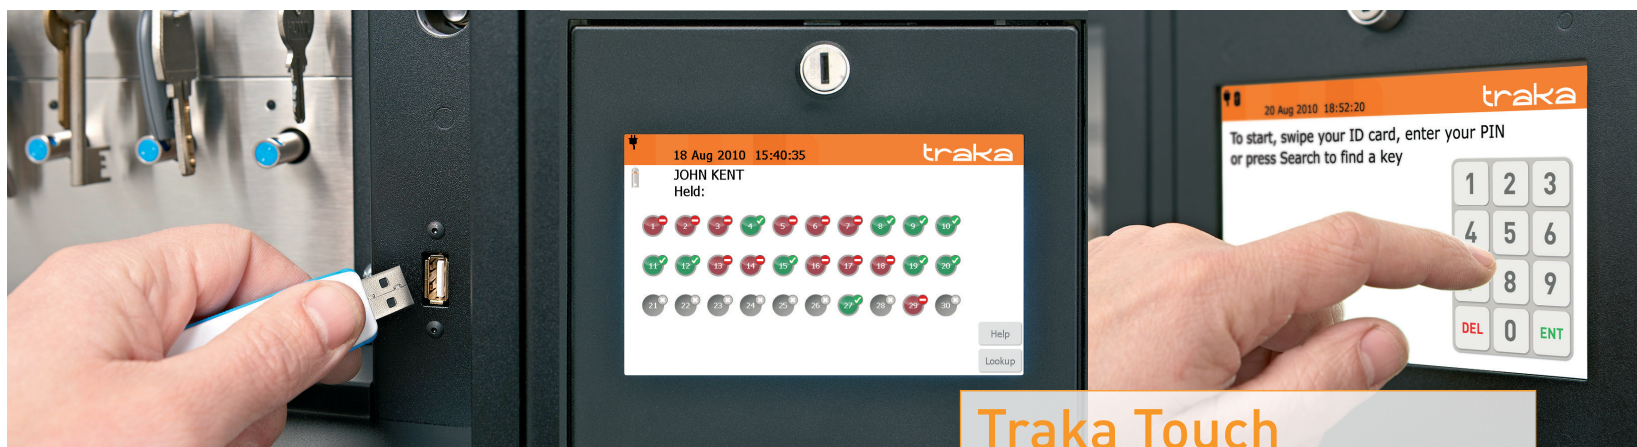 18 Aug 2010 15:40:35
traka
JOHN KENT
Held:
1 2 3 4 5 6 7 8 9 10
11 12 13 14 15 16 17 18 19 20
21 22 23 24 25 26 27 28 29 30
Help
Lookup
20 Aug 2010 18:52:20
traka
To start, swipe your ID card, enter your PIN
or press Search to find a key
1 2 3
4 5 6
8 9
DEL 0 ENT
Traka Touch